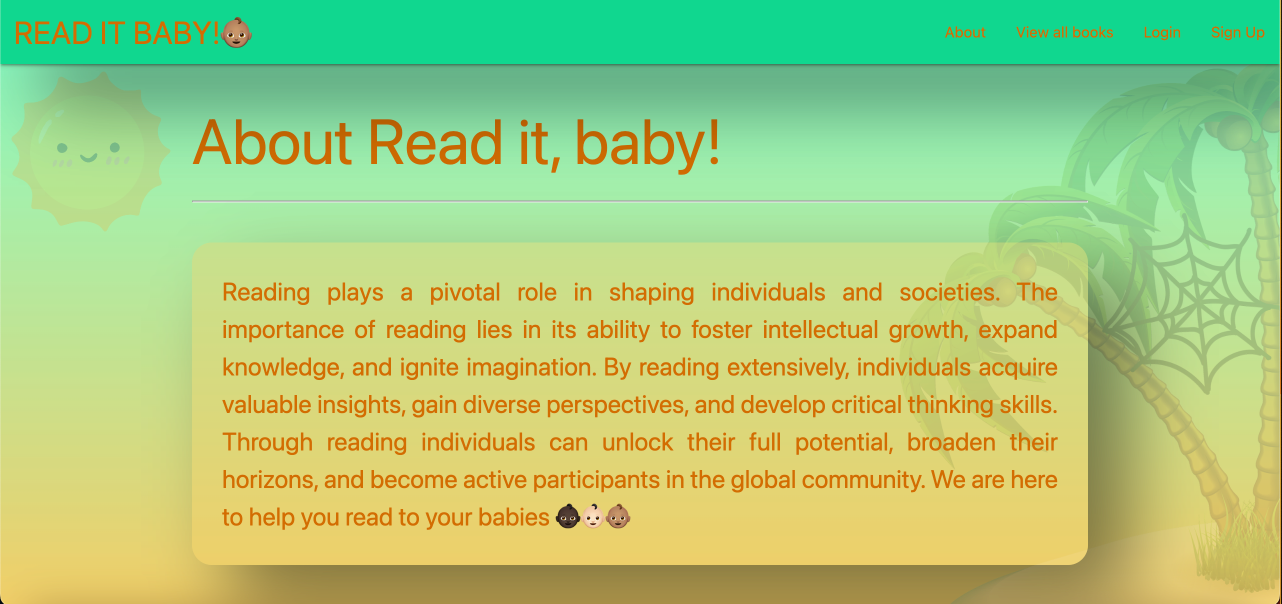 READ IT BABY!👶🏽
About
View all books
Login
Sign Up
About Read it, baby!
Reading plays a pivotal role in shaping individuals and societies. The
importance of reading lies in its ability to foster intellectual growth, expand
knowledge, and ignite imagination. By reading extensively, individuals acquire
valuable insights, gain diverse perspectives, and develop critical thinking skills.
Through reading individuals can unlock their full potential, broaden their
horizons, and become active participants in the global community. We are here
to help you read to your babies 👶🏿👶🏻👶🏽